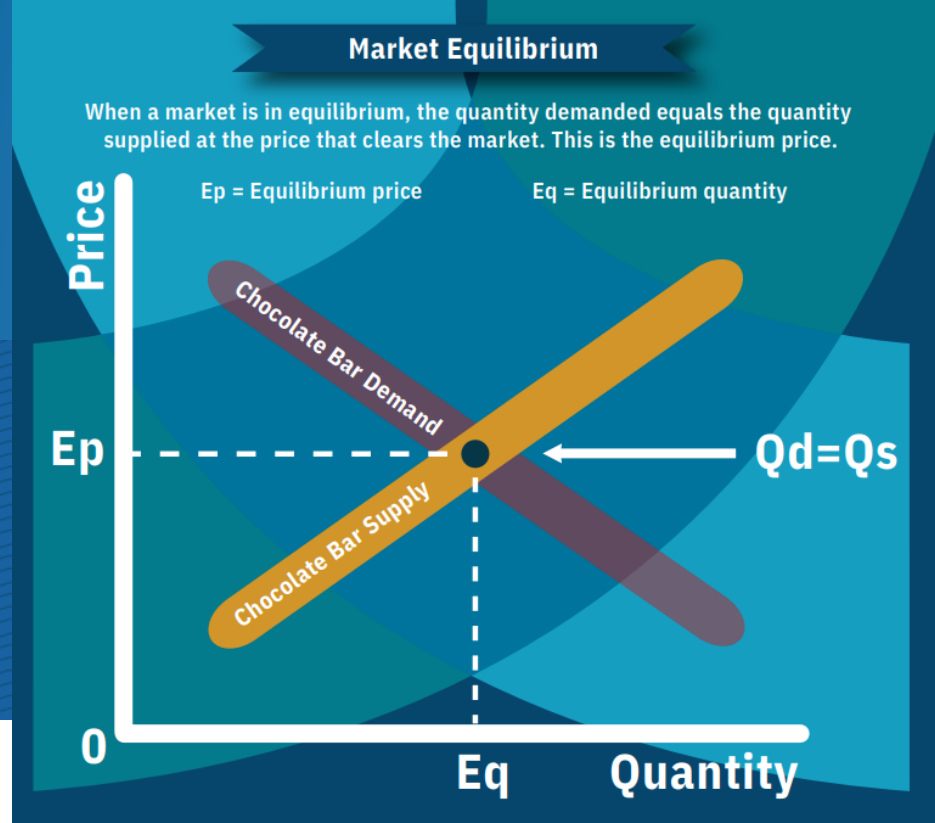 Market Equilibrium
When a market is in equilibrium, the quantity demanded equals the quantity
supplied at the price that clears the market. This is the equilibrium price.
Ep = Equilibrium price
Eq = Equilibrium quantity
Price
Chocolate Bar Demand
Ep
Qd=Qs
Chocolate Bar Supply
0
Eq
Quantity